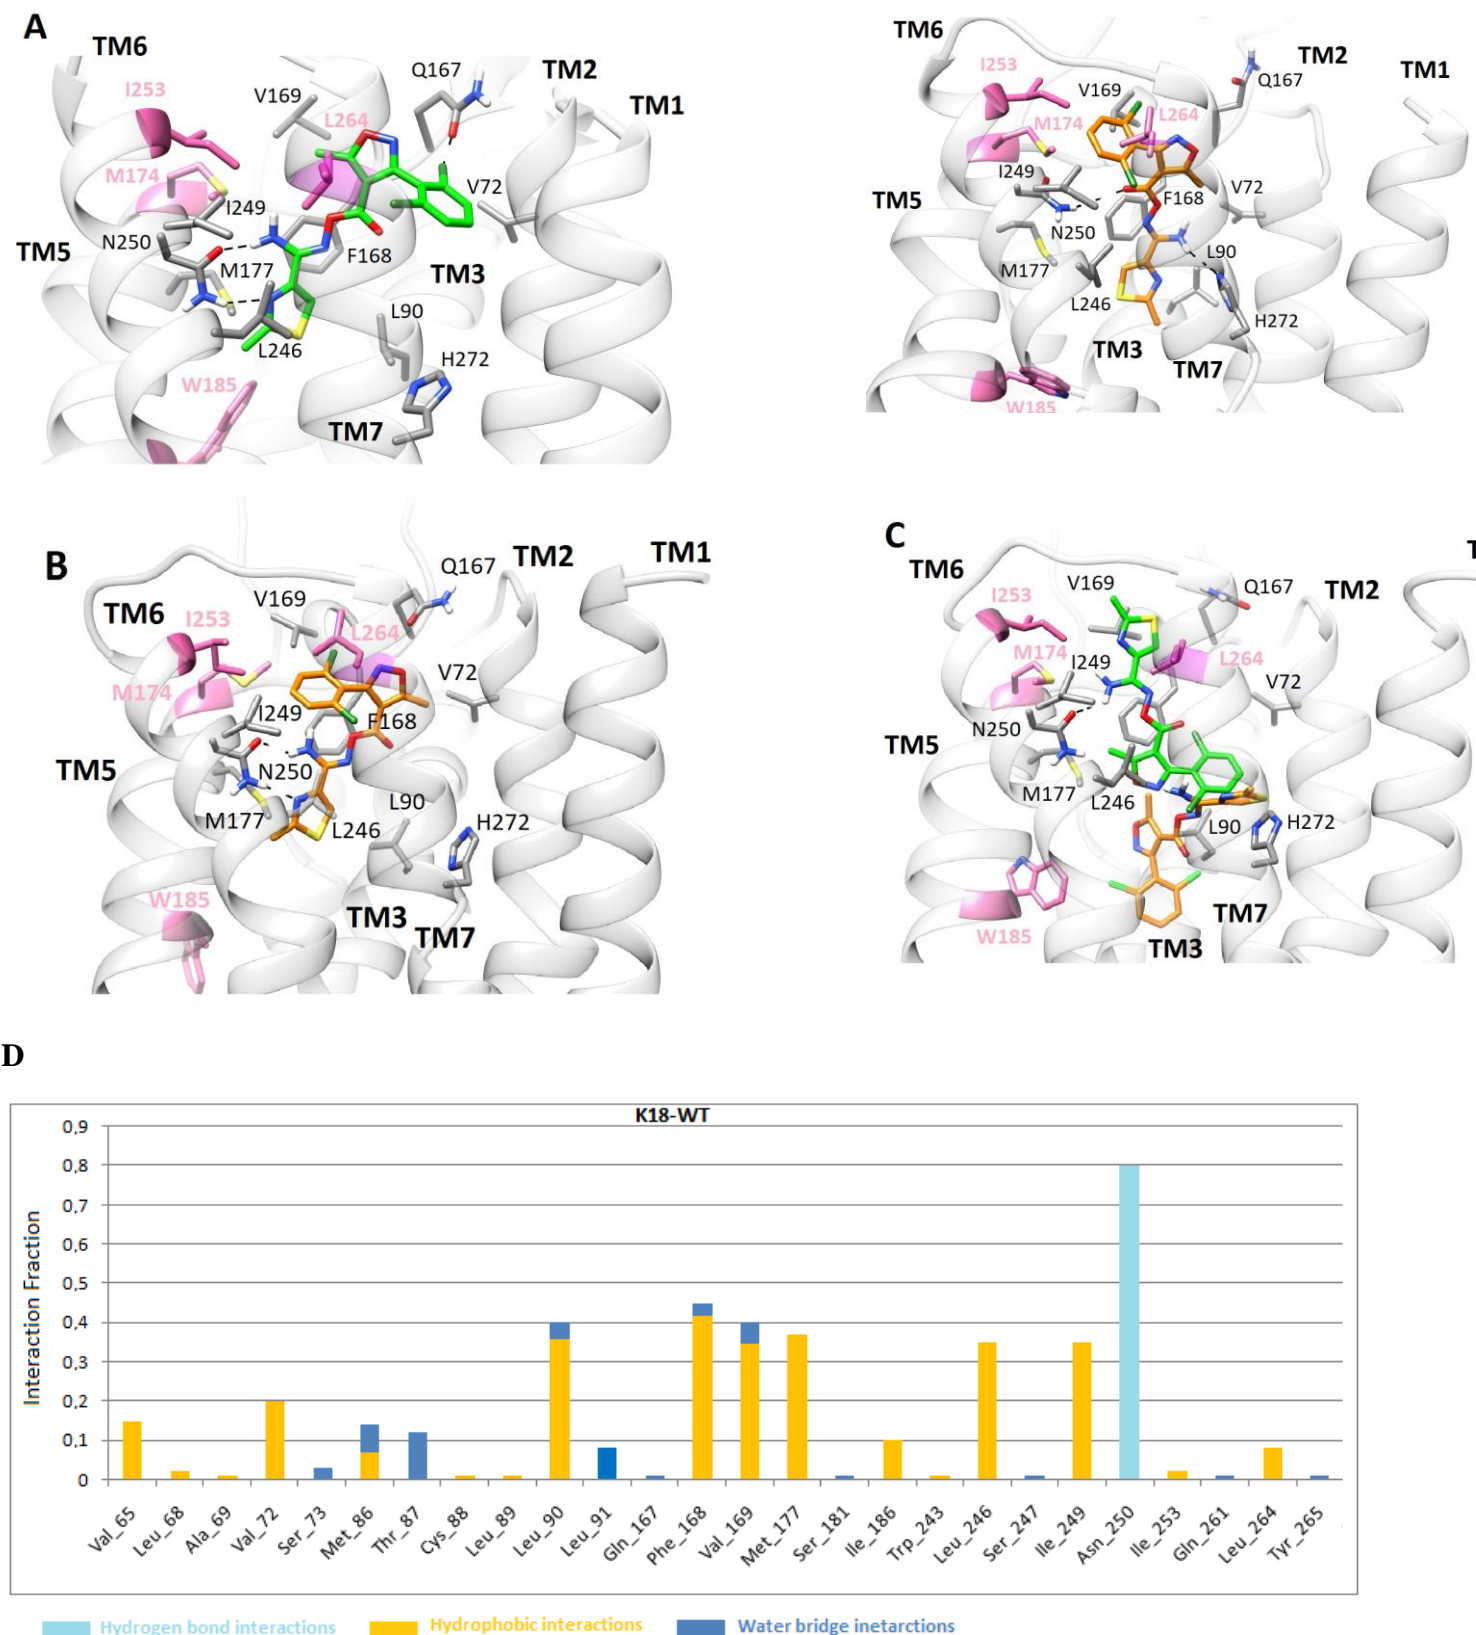 A
TM6
I253
V169
Q167
TM2
TM1
L264
M174
I249
V72
N250
TM5
M177
F168
TM3
L90
L246
H272
W185
TM7
TM6
I253
V169
Q167
TM2
TM1
M174
L264
I249
TM5
F168
V72
N250
M177
L90
L246
H272
TM3
TM7
W185
B
TM6
I253
V169
Q167
TM2
TM1
L264
M174
V72
I249
F168
TM5
N250
M177
L90
L246
H272
W185
TM3
TM7
C
TM6
I253
V169
Q167
TM2
T
M174
I249
L264
V72
N250
TM5
M177
L246
L90
H272
W185
TM7
TM3
D
K18-WT
Interaction Fraction
0,9
0,8
0,7
0,6
0,5
0,4
0,3
0,2
0,1
0
Val_65
Leu_68
Ala_69
Val_72
Ser_73
Met_86
Thr_87
Cys_88
Leu_89
Leu_90
Leu_91
Gln_167
Phe_168
Val_169
Met_177
Ser_181
Ile_186
Trp_243
Leu_246
Ser_247
Ile_249
Asn_250
Ile_253
Gln_261
Leu_264
Tyr_265
Hydrogen bond interactions
Hydrophobic interactions
Water bridge inetarctions